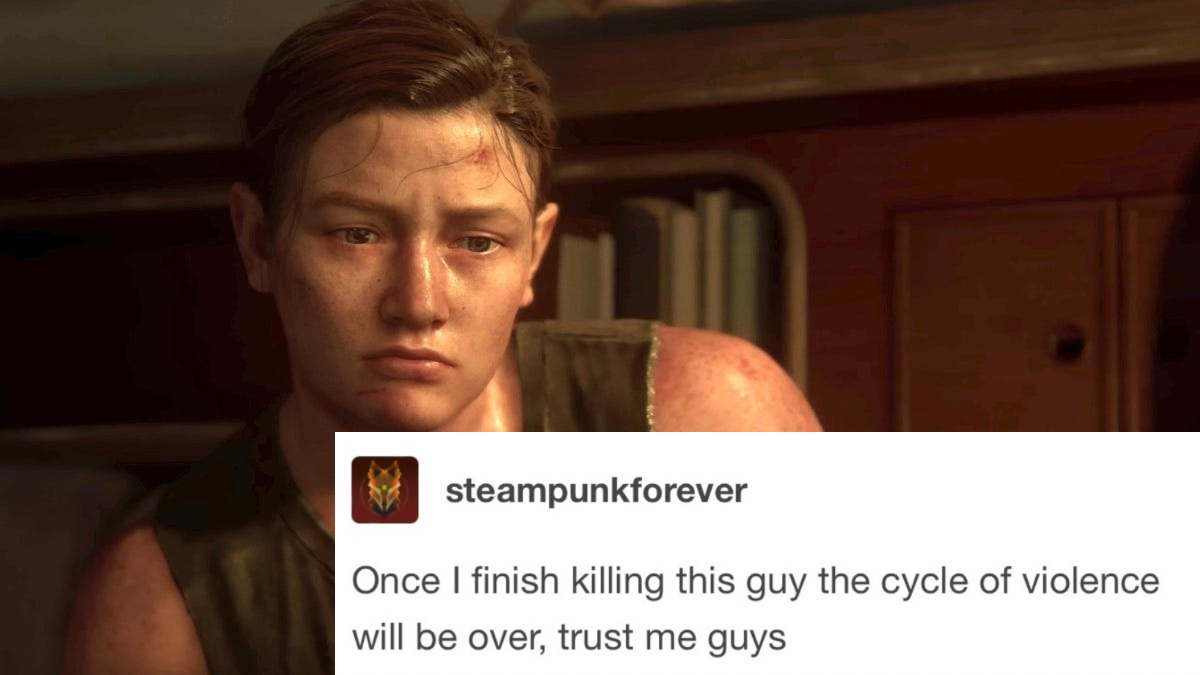 steampunkforever
Once I finish killing this guy the cycle of violence
will be over, trust me guys